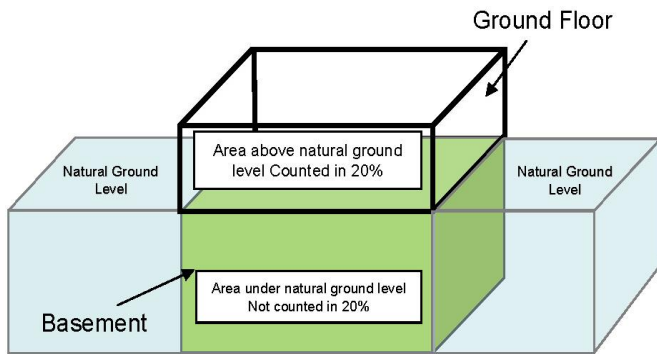 Ground Floor
Area above natural ground
level Counted in 20%
Natural Ground
Level
Natural Ground
Level
Area under natural ground level
Not counted in 20%
Basement